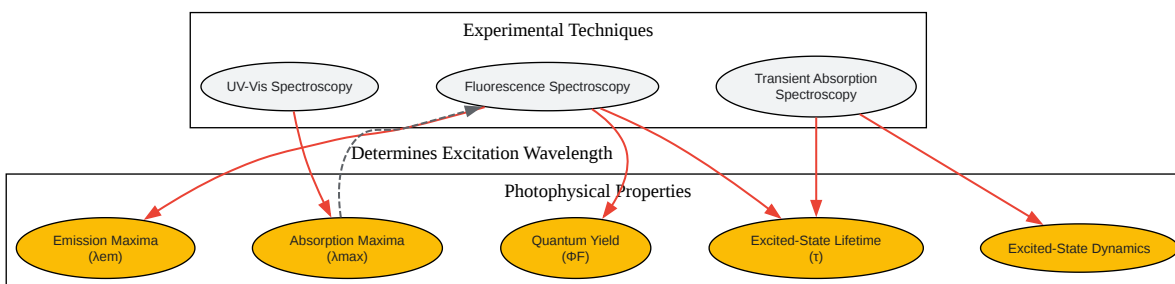 Experimental Techniques
UV-Vis Spectroscopy
Fluorescence Spectroscopy
Transient Absorption
Spectroscopy
Determines Excitation Wavelength
Photophysical Properties
Emission Maxima
(λem)
Absorption Maxima
(λmax)
Quantum Yield
(ΦF)
Excited-State Lifetime
(τ)
Excited-State Dynamics